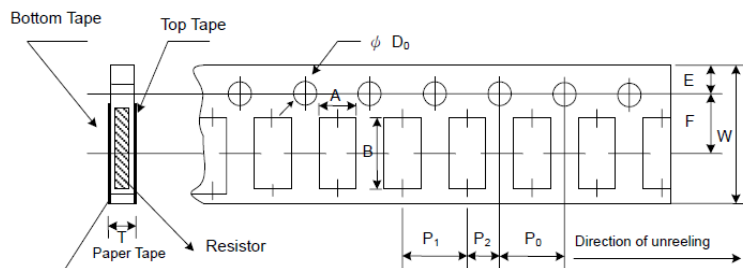 Bottom Tape
Top Tape
ϕ D₀
A
B
E
F
W
T
Paper Tape
Resistor
P₁
P₂
P₀
Direction of unreeling